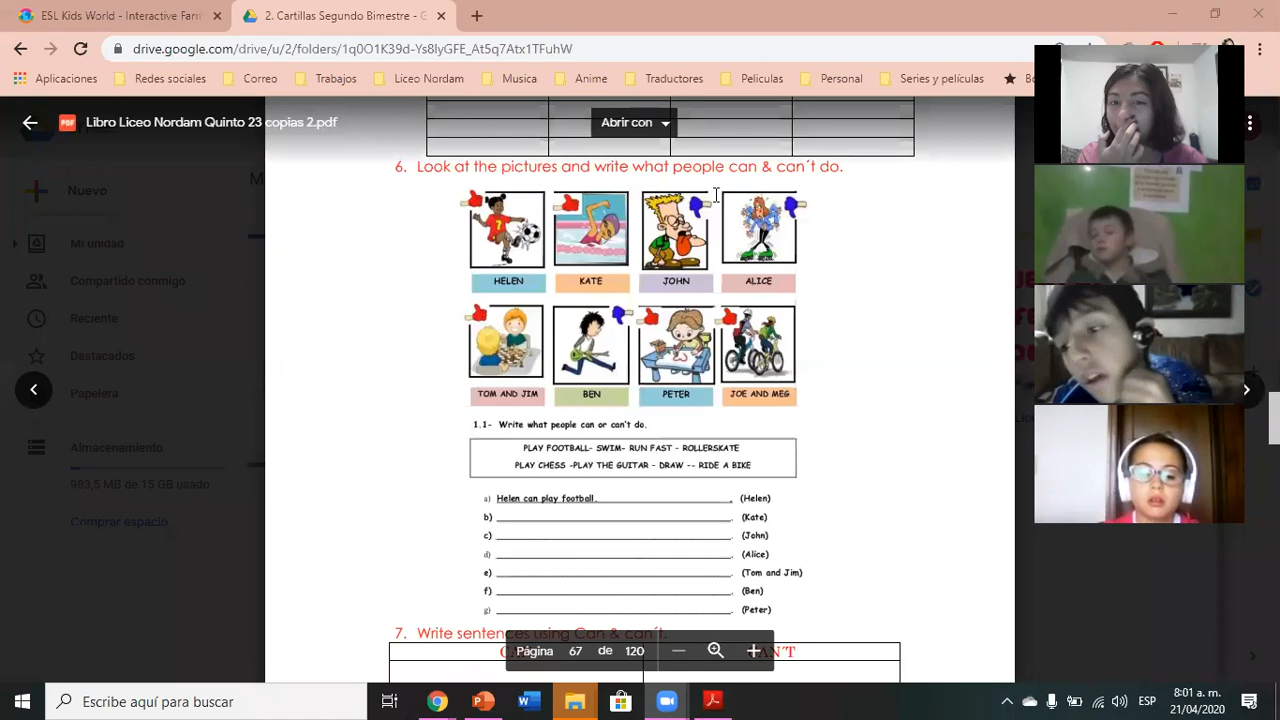 ESL Kids World - Interactive Farm
2. Cartillas Segundo Bimestre - G
drive.google.com/drive/u/2/folders/1q0O1K39d-Ys8lyGFE_At5q7Atx1TFuhW
Aplicaciones Redes sociales Correo Trabajos Liceo Nordam Musica Anime Traductores Peliculas Personal Series y películas
Libro Liceo Nordam Quinto 23 copias 2.pdf
Abrir con
Nuevo
Mi unidad
Compartido conmigo
Reciente
Destacados
Papelera
Almacenamiento
983,5 MB de 15 GB usado
Comprar espacio
6. Look at the pictures and write what people can & can´t do.
7
HELEN KATE JOHN ALICE
TOM AND JIM BEN PETER JOE AND MEG
1.1- Write what people can or can't do.
PLAY FOOTBALL- SWIM- RUN FAST - ROLLERSKATE
PLAY CHESS -PLAY THE GUITAR - DRAW -- RIDE A BIKE
a) Helen can play football. . (Helen)
b) . (Kate)
c) . (John)
d) . (Alice)
e) . (Tom and Jim)
f) . (Ben)
g) . (Peter)
7. Write sentences using Can & can´t.
Página 67 de 120
Escribe aquí para buscar
ESP
8:01 a. m.
21/04/2020